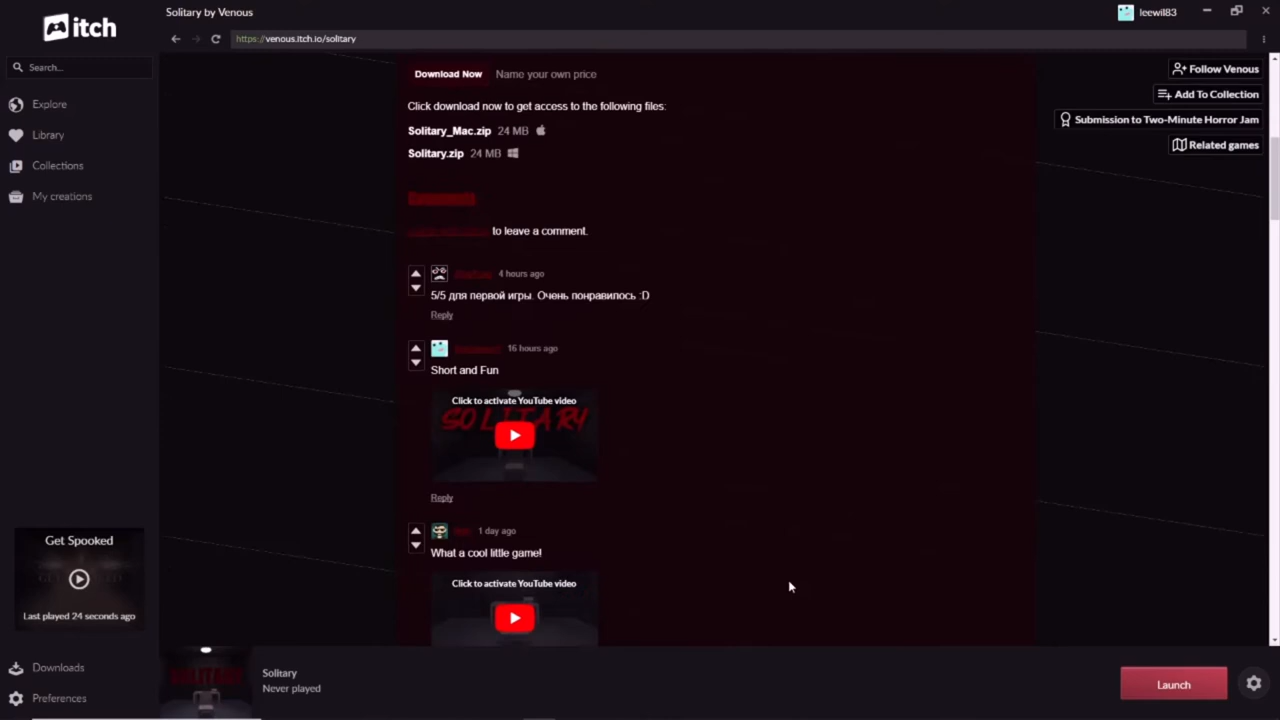 itch
Solitary by Venous
leewil83
https://venous.itch.io/solitary
Search...
Explore
Library
Collections
My creations
Get Spooked
Last played 24 seconds ago
Downloads
Preferences
Download Now Name your own price
Click download now to get access to the following files:
Solitary_Mac.zip 24 MB
Solitary.zip 24 MB
to leave a comment.
4 hours ago
5/5 для первой игры. Очень понравилось :D
Reply
16 hours ago
Short and Fun
Click to activate YouTube video
SOLITARY
Reply
1 day ago
What a cool little game!
Click to activate YouTube video
Follow Venous
Add To Collection
Submission to Two-Minute Horror Jam
Related games
SOLITARY
Solitary
Never played
Launch